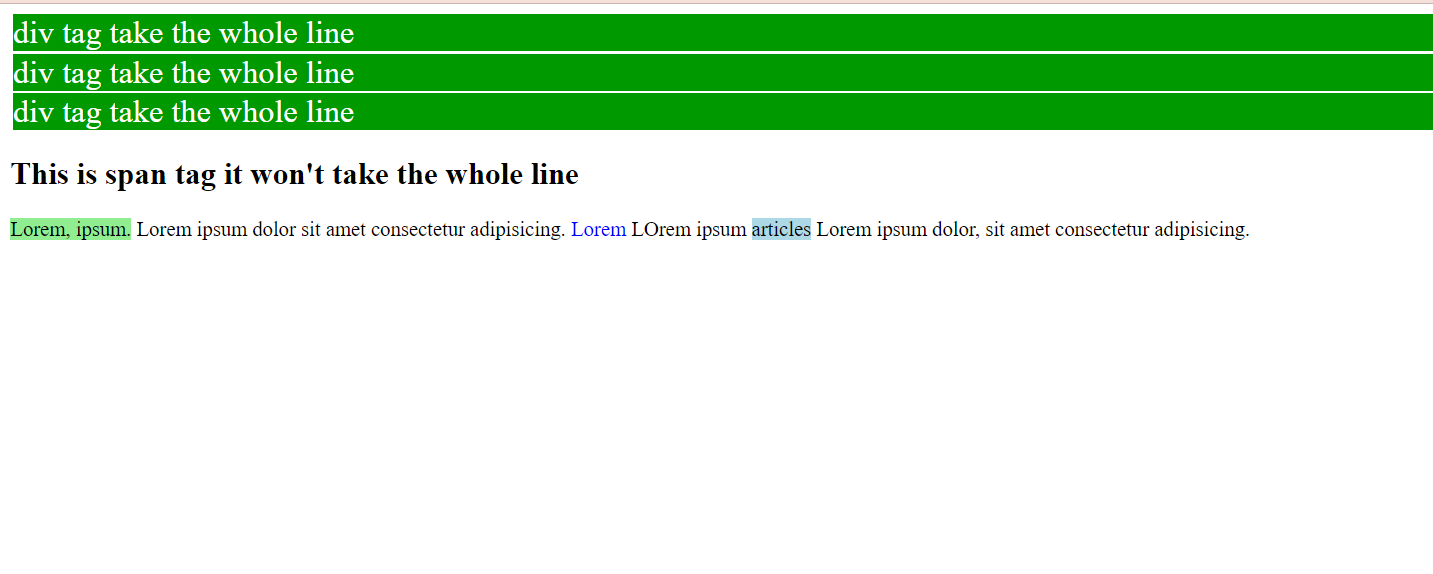 div tag take the whole line
div tag take the whole line
div tag take the whole line
This is span tag it won't take the whole line
Lorem, ipsum. Lorem ipsum dolor sit amet consectetur adipisicing. Lorem LOrem ipsum articles Lorem ipsum dolor, sit amet consectetur adipisicing.